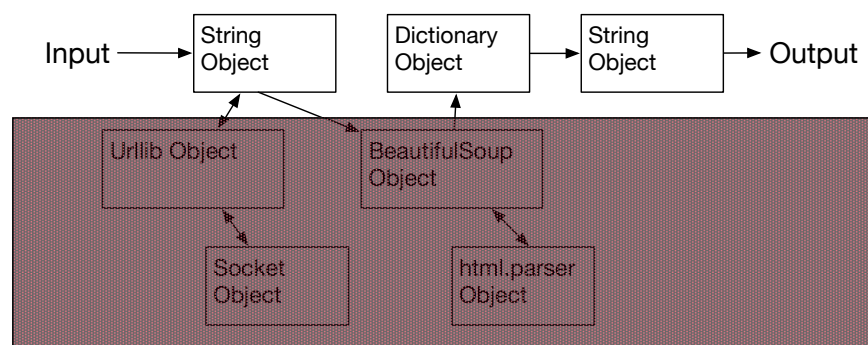 Input
String
Object
Dictionary
Object
String
Object
Output
Urllib Object
BeautifulSoup
Object
Socket
Object
html.parser
Object